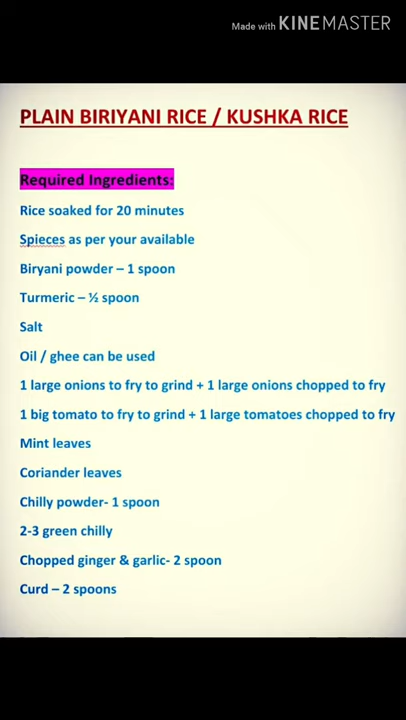 Made with KINEMASTER
PLAIN BIRIYANI RICE / KUSHKA RICE
Required Ingredients:
Rice soaked for 20 minutes
Spieces as per your available
Biryani powder – 1 spoon
Turmeric – ½ spoon
Salt
Oil / ghee can be used
1 large onions to fry to grind + 1 large onions chopped to fry
1 big tomato to fry to grind + 1 large tomatoes chopped to fry
Mint leaves
Coriander leaves
Chilly powder- 1 spoon
2-3 green chilly
Chopped ginger & garlic- 2 spoon
Curd – 2 spoons